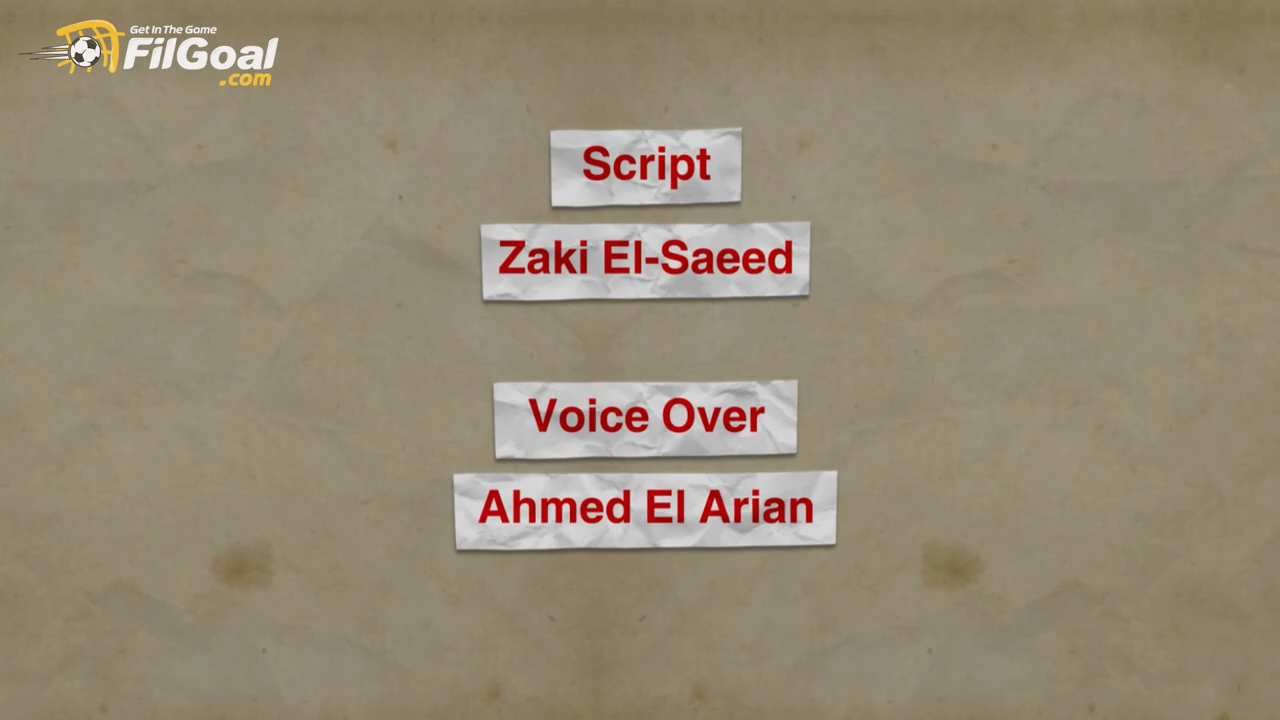 Get In The Game
FilGoal
.com
Script
Zaki El-Saeed
Voice Over
Ahmed El Arian